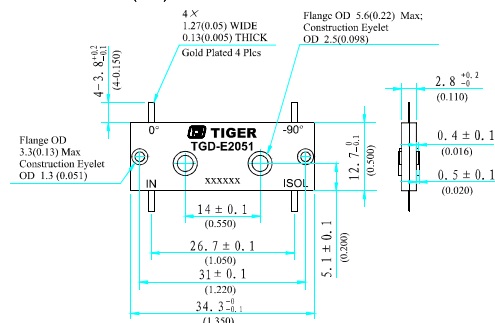 4×
1.27(0.05) WIDE
0.13(0.005) THICK
Gold Plated 4 Plcs
Flange OD 5.6(0.22) Max;
Construction Eyelet
OD 2.5(0.098)
4-3.8+0.2-0.1
(4-0.150)
2.8+0.2-0
(0.110)
0°
TIGER
-90°
TGD-E2051
Flange OD
3.3(0.13) Max
Construction Eyelet
OD 1.3 (0.051)
IN
xxxxxx
ISOL
12.7-0-0.1
(0.500)
0.4±0.1
(0.016)
0.5±0.1
(0.020)
14±0.1
(0.550)
5.1±0.1
(0.200)
26.7±0.1
(1.050)
31±0.1
(1.220)
34.3-0-0.1
(1.350)